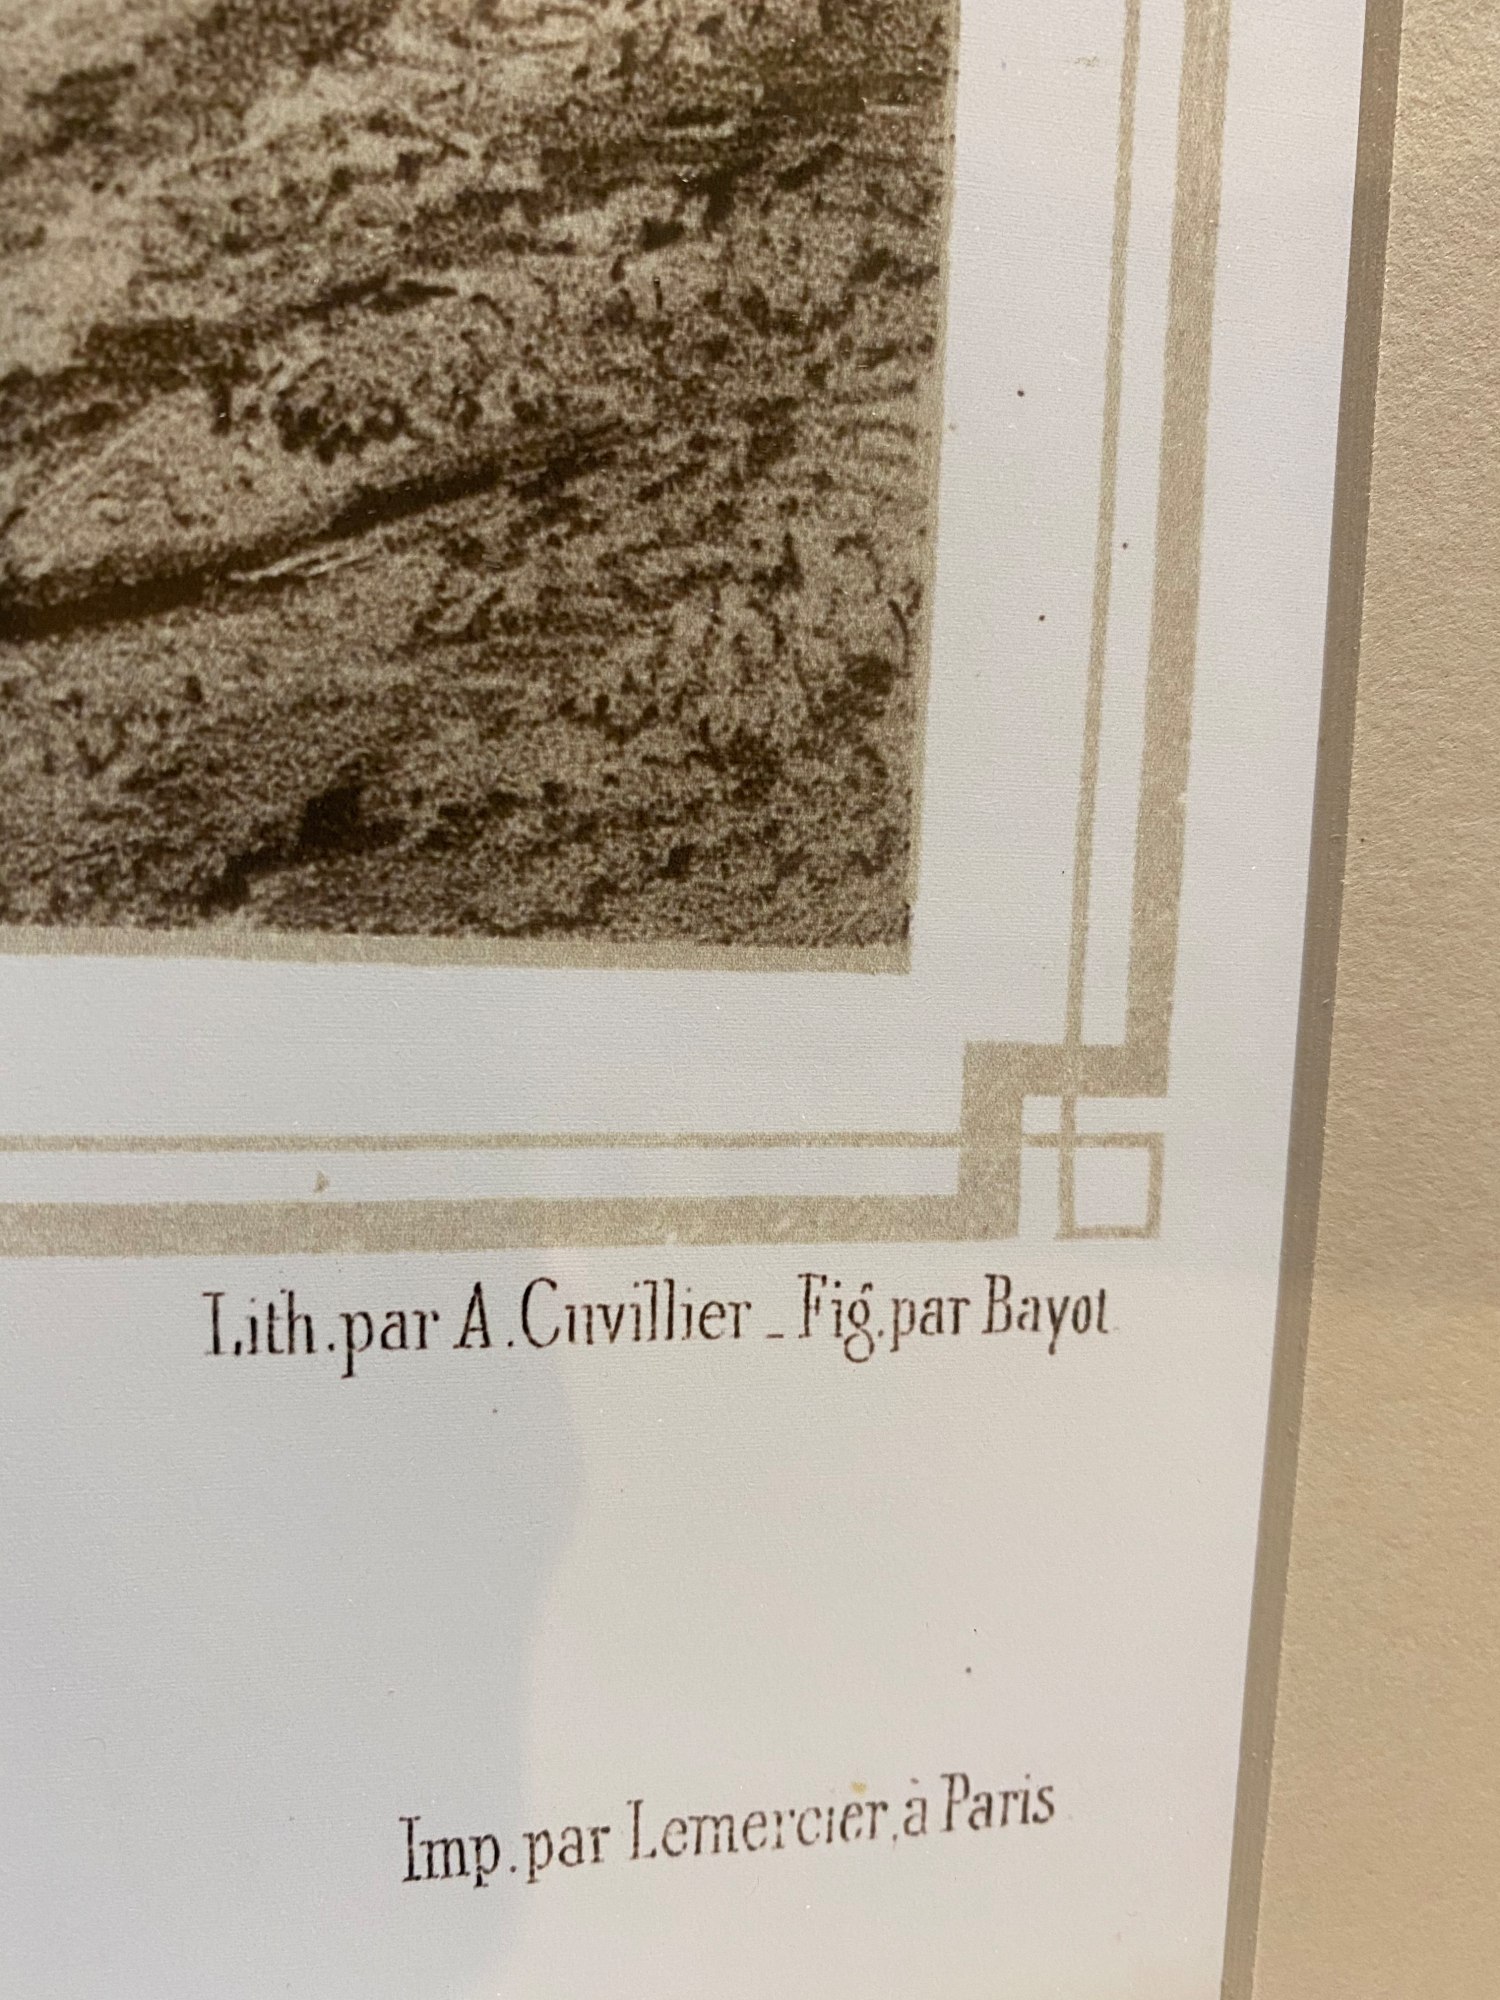 Lith. par A. Cuvillier _ Fig. par Bayot
Imp. par Lemercier, à Paris